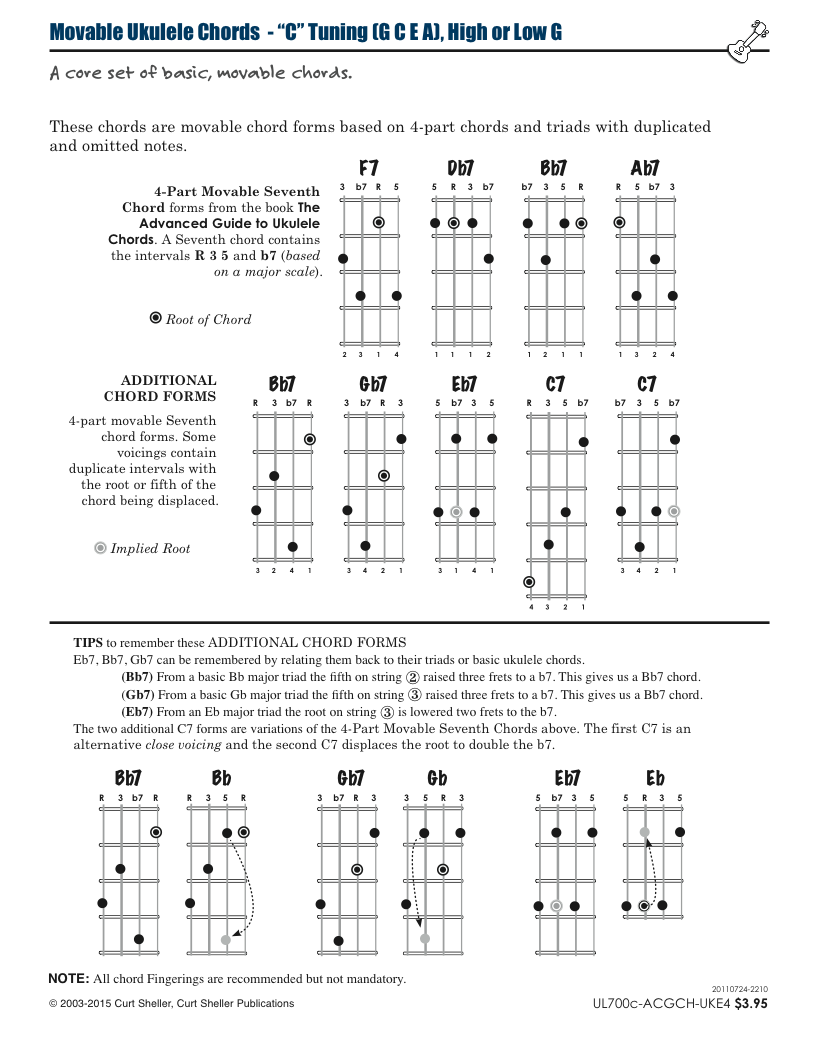 Movable Ukulele Chords - “C” Tuning (G C E A), High or Low G
A core set of basic, movable chords.
These chords are movable chord forms based on 4-part chords and triads with duplicated
and omitted notes.
4-Part Movable Seventh
Chord forms from the book The
Advanced Guide to Ukulele
Chords. A Seventh chord contains
the intervals R 3 5 and b7 (based
on a major scale).
Root of Chord
F7 Db7 Bb7 Ab7
3 b7 R 5 5 R 3 b7 b7 3 5 R R 5 b7 3
2 3 1 4 1 1 1 2 1 2 1 1 1 3 2 4
ADDITIONAL
CHORD FORMS
4-part movable Seventh
chord forms. Some
voicings contain
duplicate intervals with
the root or fifth of the
chord being displaced.
Implied Root
Bb7 Gb7 Eb7 C7 C7
R 3 b7 R 3 b7 R 3 5 b7 3 5 R 3 5 b7 b7 3 5 b7
3 2 4 1 3 4 2 1 3 1 4 1 4 3 2 1 3 4 2 1
TIPS to remember these ADDITIONAL CHORD FORMS
Eb7, Bb7, Gb7 can be remembered by relating them back to their triads or basic ukulele chords.
(Bb7) From a basic Bb major triad the fifth on string 2 raised three frets to a b7. This gives us a Bb7 chord.
(Gb7) From a basic Gb major triad the fifth on string 3 raised three frets to a b7. This gives us a Bb7 chord.
(Eb7) From an Eb major triad the root on string 3 is lowered two frets to the b7.
The two additional C7 forms are variations of the 4-Part Movable Seventh Chords above. The first C7 is an
alternative close voicing and the second C7 displaces the root to double the b7.
Bb7 Bb Gb7 Gb Eb7 Eb
R 3 b7 R R 3 5 R 3 b7 R 3 3 5 R 3 5 b7 3 5 5 R 3 5
NOTE: All chord Fingerings are recommended but not mandatory.
20110724-2210
© 2003-2015 Curt Sheller, Curt Sheller Publications
UL700c-ACGCH-UKE4 $3.95